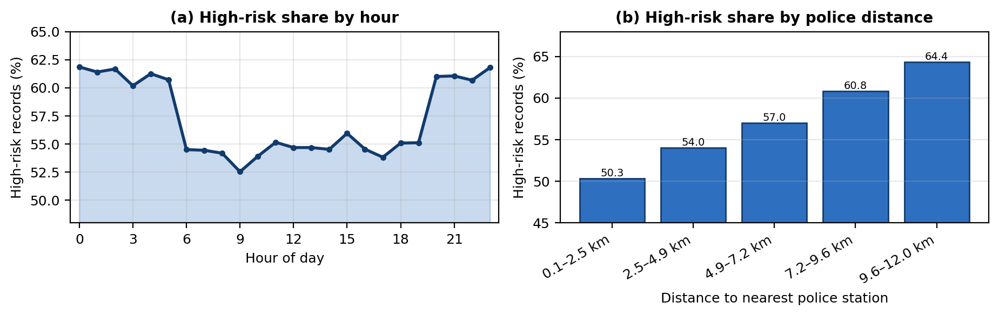 (a) High-risk share by hour
High-risk records (%)
65.0
62.5
60.0
57.5
55.0
52.5
50.0
0 3 6 9 12 15 18 21
Hour of day
(b) High-risk share by police distance
High-risk records (%)
65
60
55
50
45
50.3
54.0
57.0
60.8
64.4
0.1–2.5 km
2.5–4.9 km
4.9–7.2 km
7.2–9.6 km
9.6–12.0 km
Distance to nearest police station